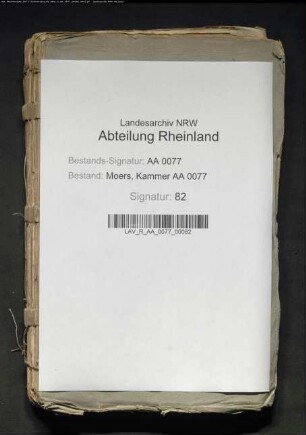 Landesarchiv NRW
Abteilung Rheinland
Bestands-Signatur: AA 0077
Bestand: Moers, Kammer AA 0077
Signatur: 82
LAV_R_AA_0077_00082